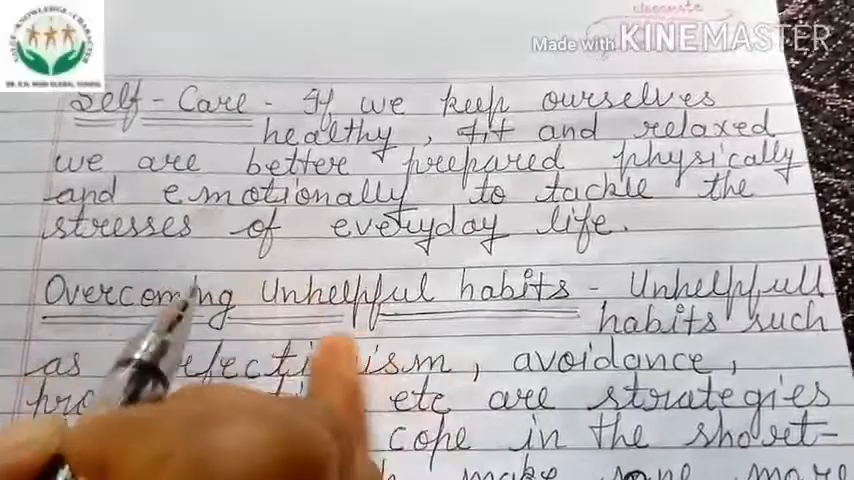 classmate
Made with KINEMASTER
Self-Care - If we keep ourselves
healthy, fit and relaxed
we are better prepared physically
and emotionally to tackle the
stresses of everyday life.
Overcoming Unhelpful habits - Unhelpfull
habits such
as avoidance,
etc are strategies
cope in the short-
make more